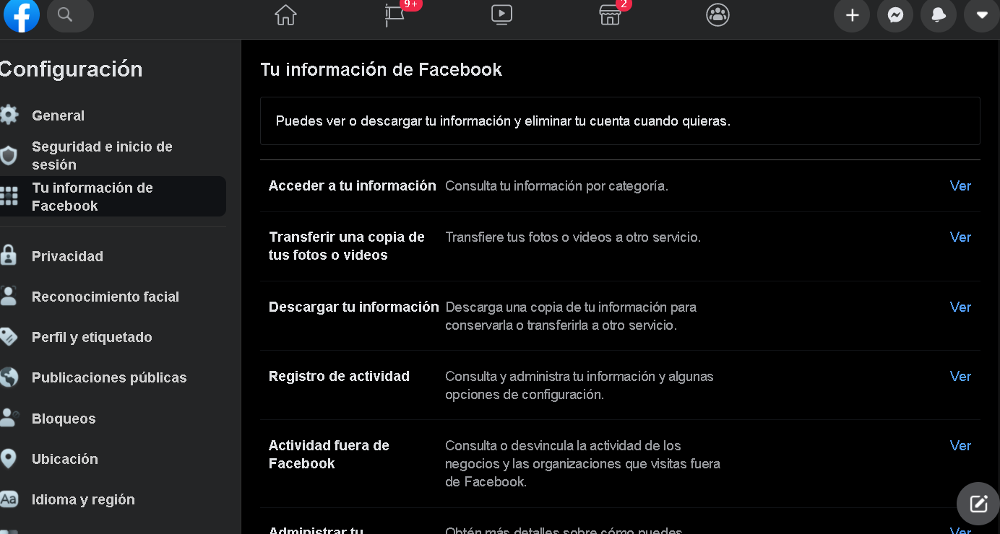 9+
2
Configuración
General
Seguridad e inicio de
sesión
Tu información de
Facebook
Privacidad
Reconocimiento facial
Perfil y etiquetado
Publicaciones públicas
Bloqueos
Ubicación
Aa
Idioma y región
Tu información de Facebook
Puedes ver o descargar tu información y eliminar tu cuenta cuando quieras.
Acceder a tu información Consulta tu información por categoría. Ver
Transferir una copia de Transfiere tus fotos o videos a otro servicio. Ver
tus fotos o videos
Descargar tu información Descarga una copia de tu información para Ver
conservarla o transferirla a otro servicio.
Registro de actividad Consulta y administra tu información y algunas Ver
opciones de configuración.
Actividad fuera de Consulta o desvincula la actividad de los Ver
Facebook negocios y las organizaciones que visitas fuera
de Facebook.
Administrar tu Obtén más detalles sobre cómo puedes Ver